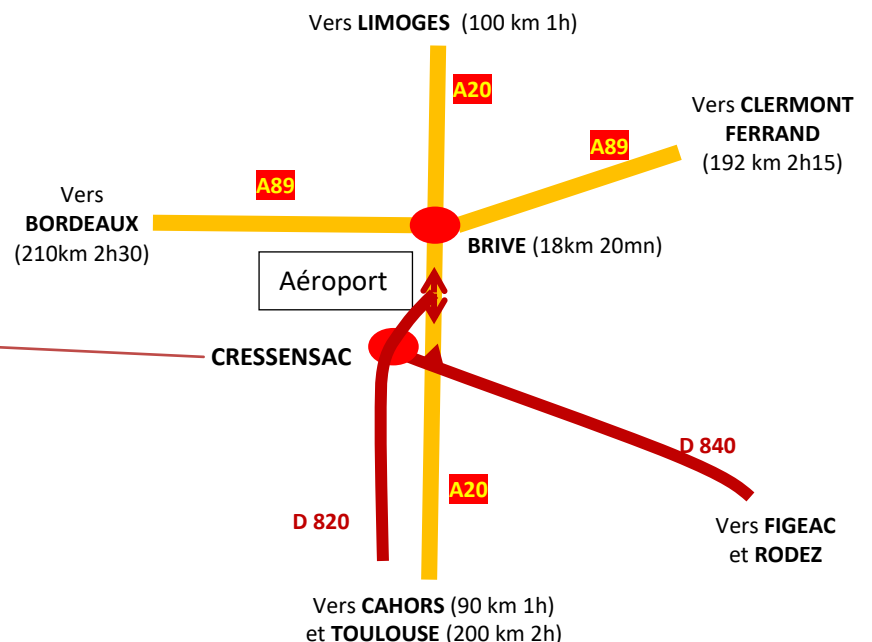 Vers LIMOGES (100 km 1h)
A20
Vers CLERMONT
FERRAND
(192 km 2h15)
A89
A89
Vers
BORDEAUX
(210km 2h30)
BRIVE (18km 20mn)
Aéroport
CRESSENSAC
D 840
A20
D 820
Vers FIGEAC
et RODEZ
Vers CAHORS (90 km 1h)
et TOULOUSE (200 km 2h)